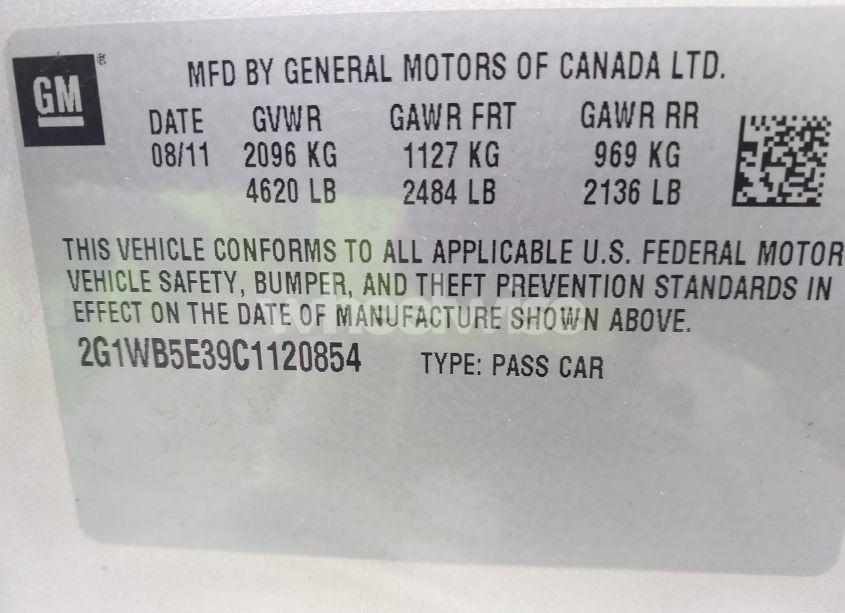 GM®
MFD BY GENERAL MOTORS OF CANADA LTD.
DATE GVWR GAWR FRT GAWR RR
08/11 2096 KG 1127 KG 969 KG
4620 LB 2484 LB 2136 LB
THIS VEHICLE CONFORMS TO ALL APPLICABLE U.S. FEDERAL MOTOR
VEHICLE SAFETY, BUMPER, AND THEFT PREVENTION STANDARDS IN
EFFECT ON THE DATE OF MANUFACTURE SHOWN ABOVE.
2G1WB5E39C1120854 TYPE: PASS CAR